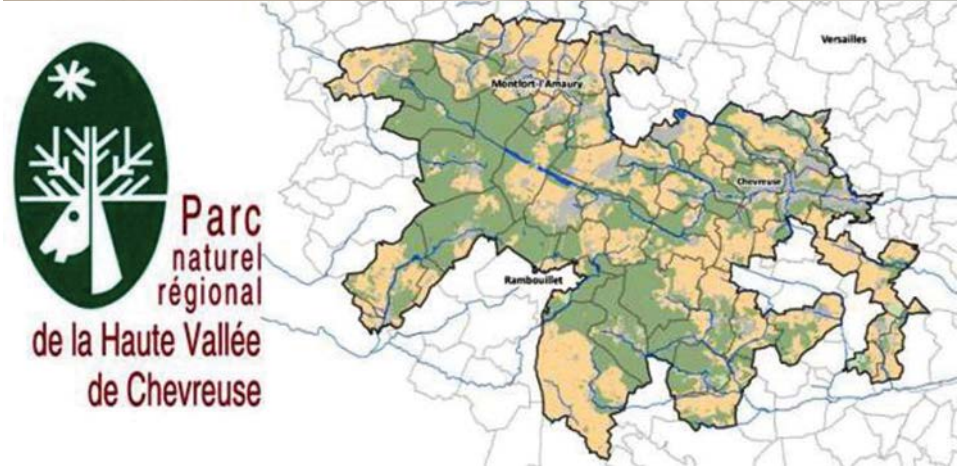 Parc
naturel
régional
de la Haute Vallée
de Chevreuse
Versailles
Montfort-l'Amaury
Chevreuse
Rambouillet